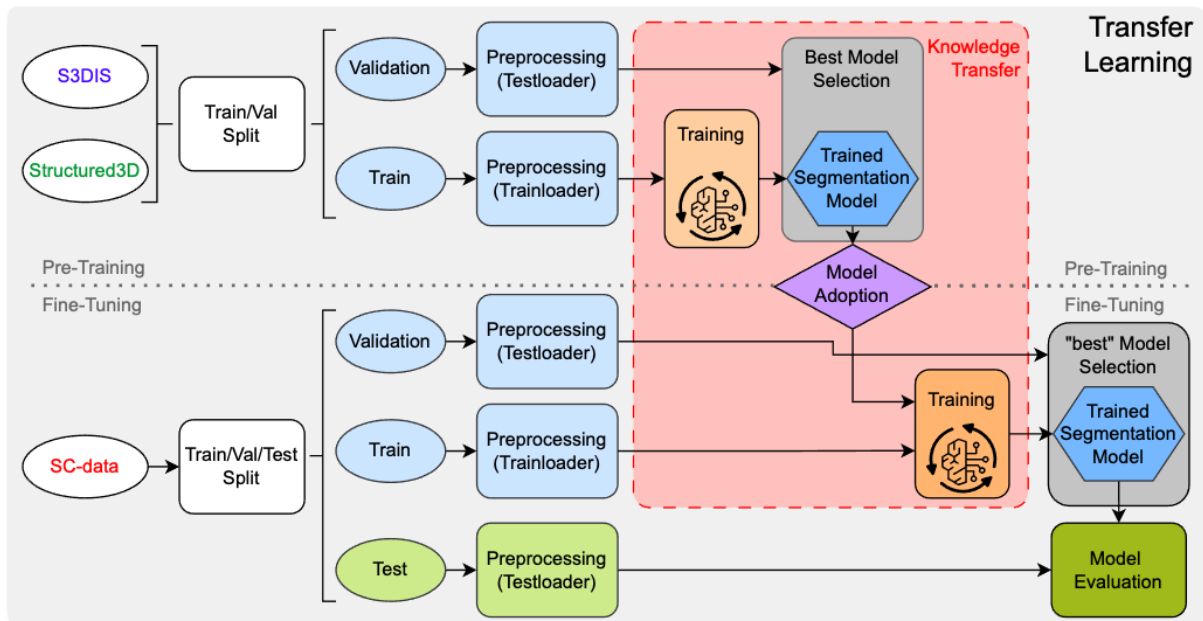 Transfer
Learning
S3DIS
Structured3D
Train/Val
Split
Validation
Preprocessing
(Testloader)
Train
Preprocessing
(Trainloader)
Knowledge
Transfer
Best Model
Selection
Training
Trained
Segmentation
Model
Pre-Training
Model
Adoption
Pre-Training
Fine-Tuning
Fine-Tuning
SC-data
Train/Val/Test
Split
Validation
Preprocessing
(Testloader)
Train
Preprocessing
(Trainloader)
Training
"best" Model
Selection
Trained
Segmentation
Model
Test
Preprocessing
(Testloader)
Model
Evaluation